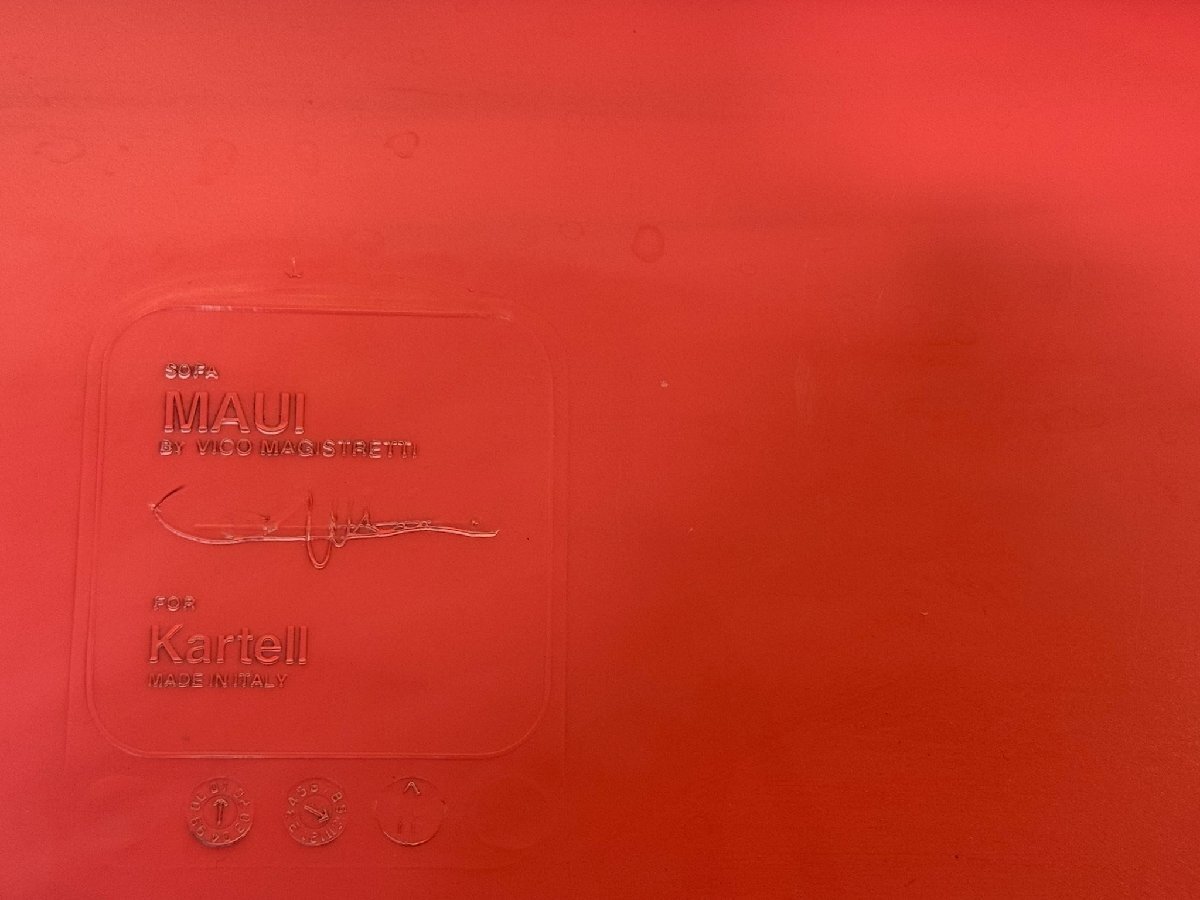 SOFA
MAUI
BY VICO MAGISTRETTI
FOR
Kartell
MADE IN ITALY